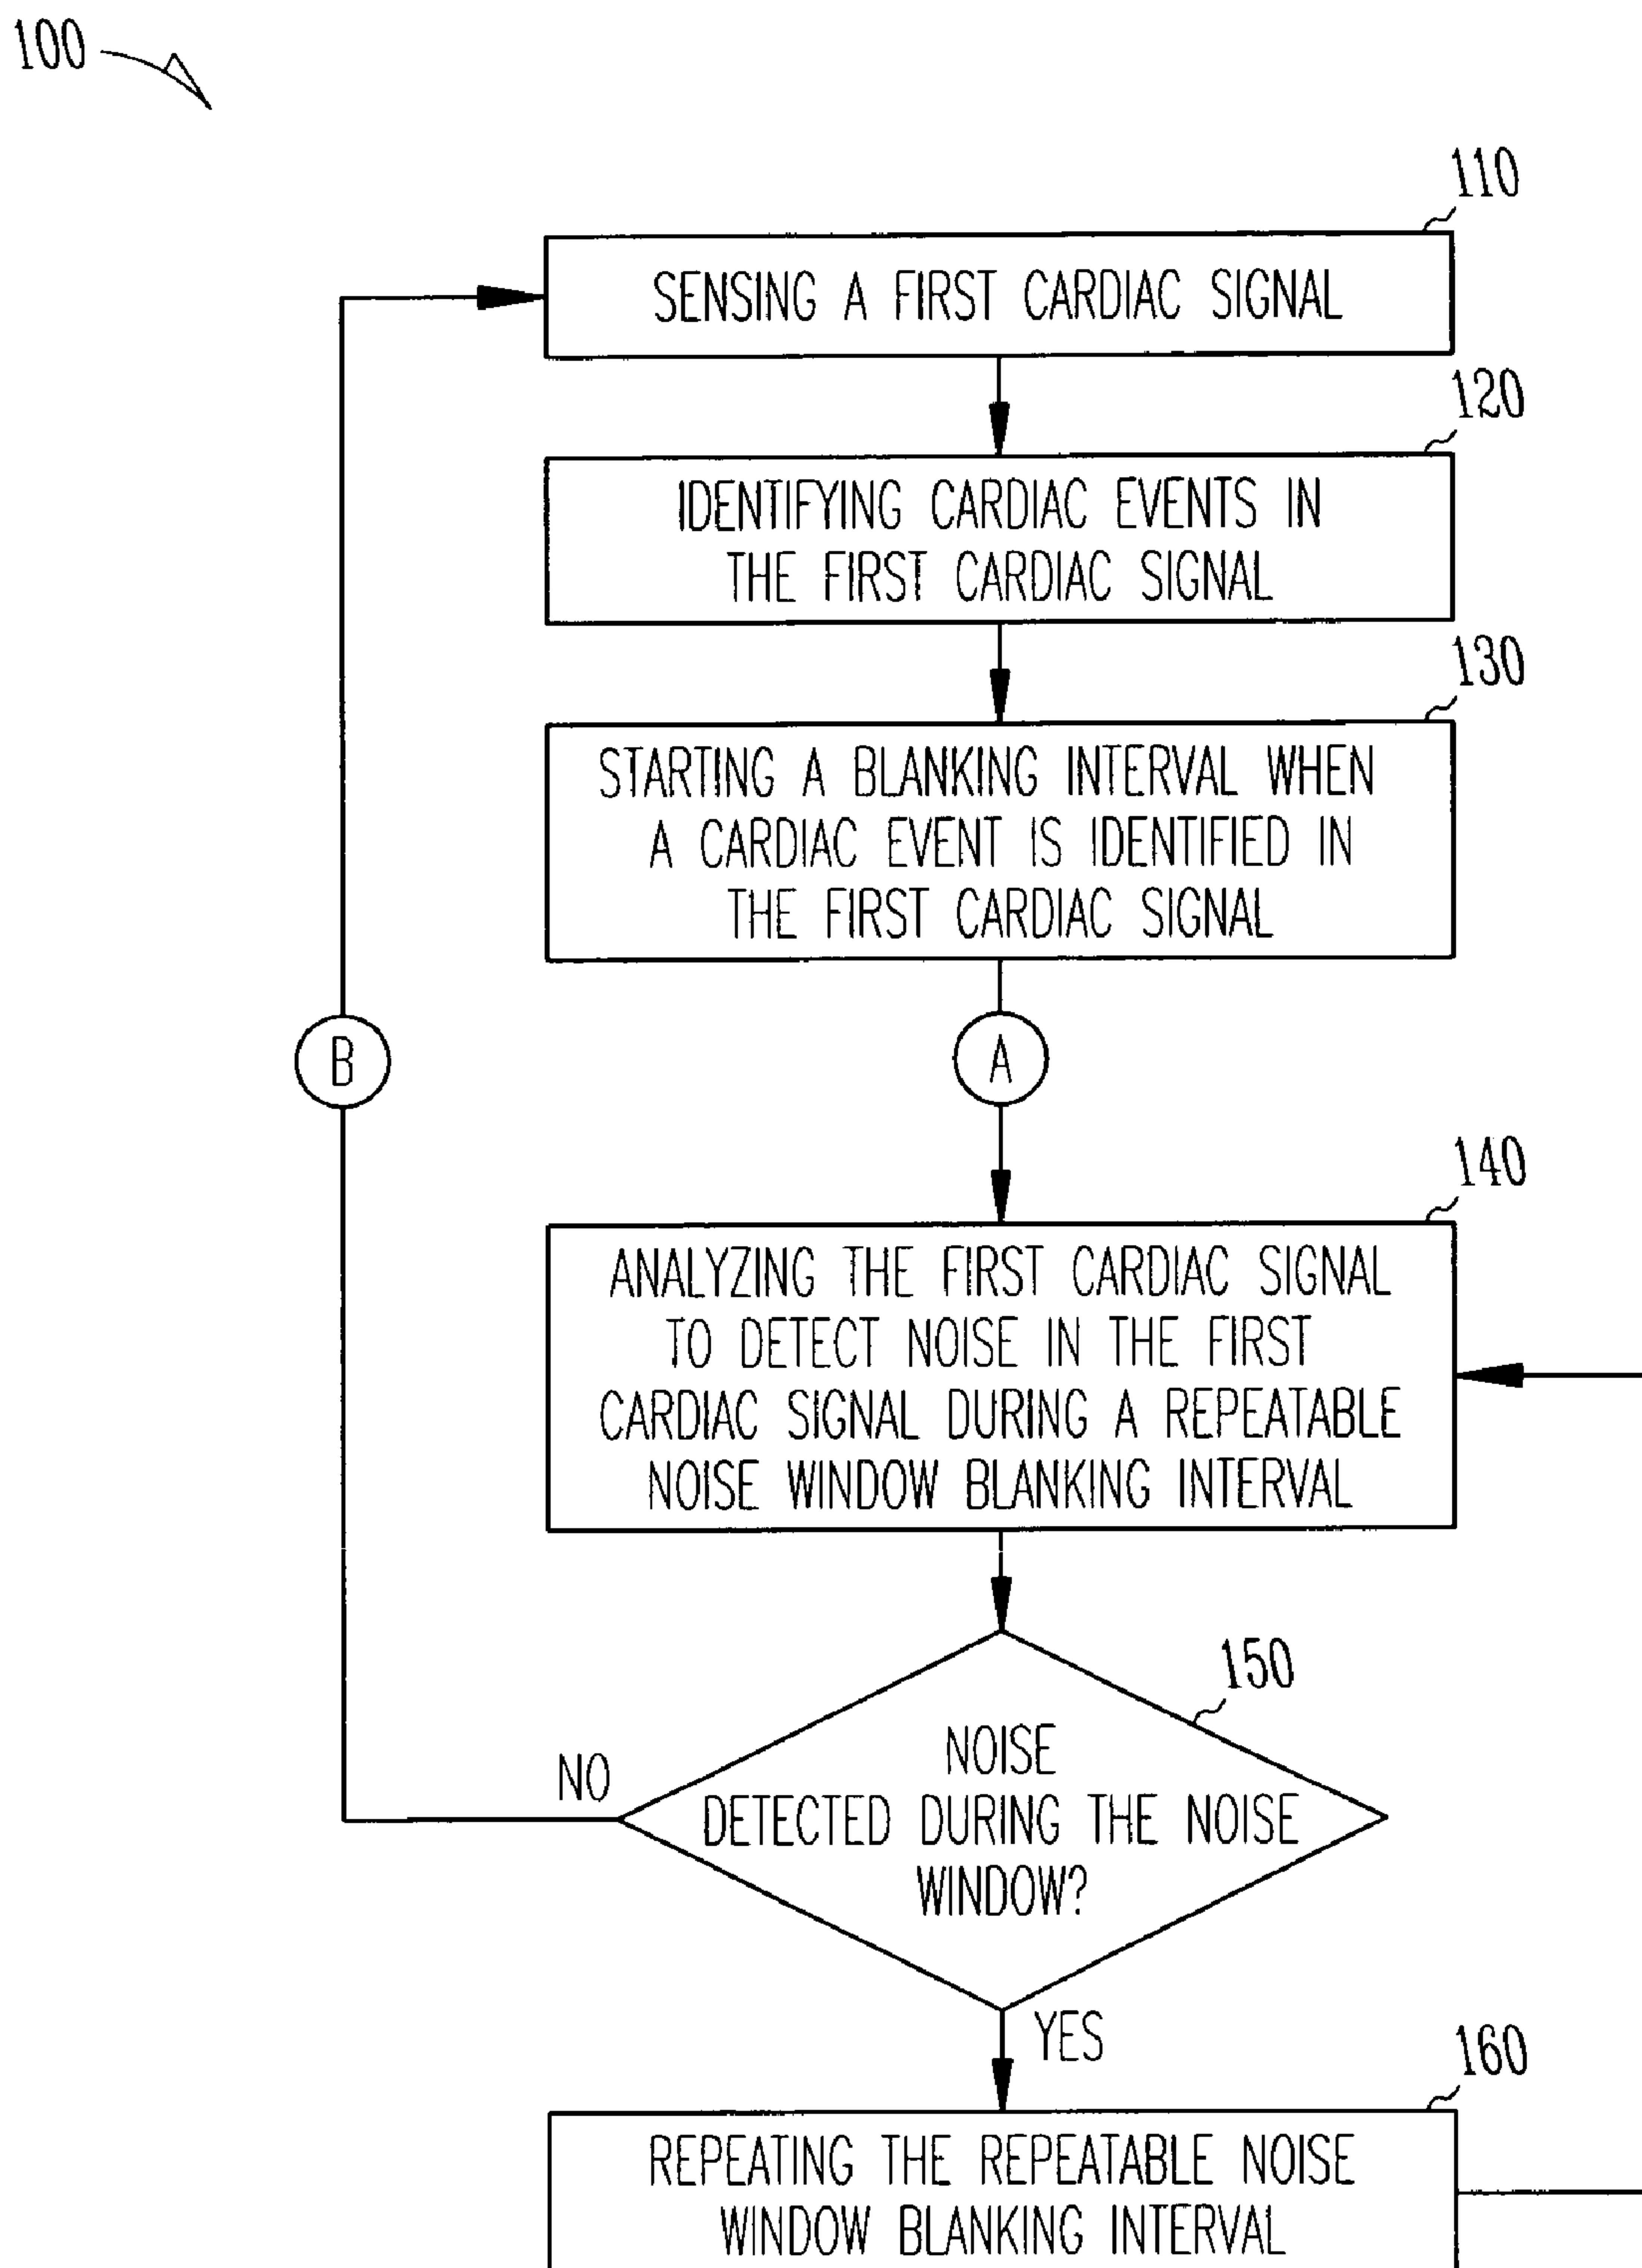 100
110
SENSING A FIRST CARDIAC SIGNAL
120
IDENTIFYING CARDIAC EVENTS IN
THE FIRST CARDIAC SIGNAL
130
STARTING A BLANKING INTERVAL WHEN
A CARDIAC EVENT IS IDENTIFIED IN
THE FIRST CARDIAC SIGNAL
B
A
140
ANALYZING THE FIRST CARDIAC SIGNAL
TO DETECT NOISE IN THE FIRST
CARDIAC SIGNAL DURING A REPEATABLE
NOISE WINDOW BLANKING INTERVAL
150
NO
NOISE
DETECTED DURING THE NOISE
WINDOW?
YES
160
REPEATING THE REPEATABLE NOISE
WINDOW BLANKING INTERVAL